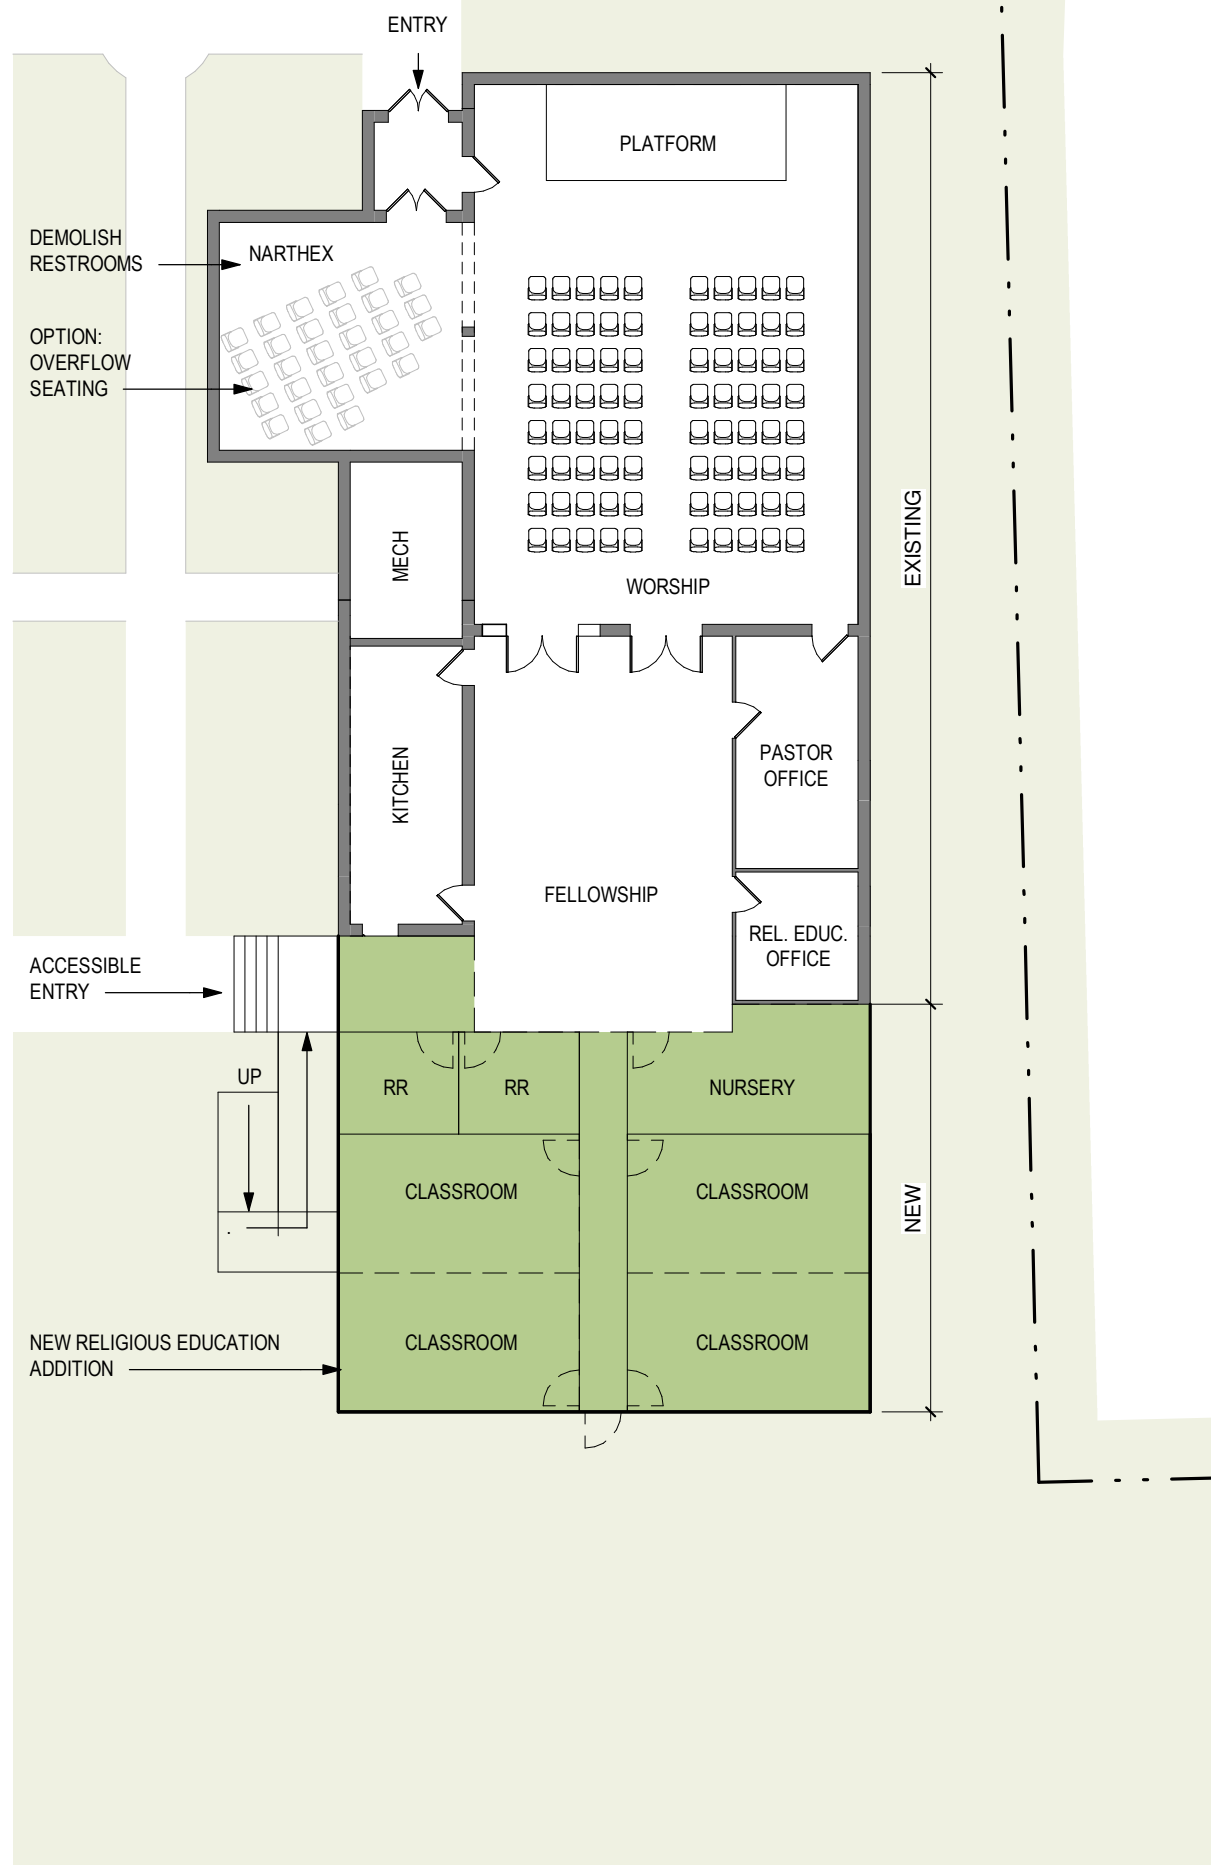 ENTRY
PLATFORM
DEMOLISH
RESTROOMS
NARTHEX
OPTION:
OVERFLOW
SEATING
MECH
WORSHIP
EXISTING
KITCHEN
PASTOR
OFFICE
FELLOWSHIP
REL. EDUC.
OFFICE
ACCESSIBLE
ENTRY
UP
RR
RR
NURSERY
CLASSROOM
CLASSROOM
NEW
NEW RELIGIOUS EDUCATION
ADDITION
CLASSROOM
CLASSROOM